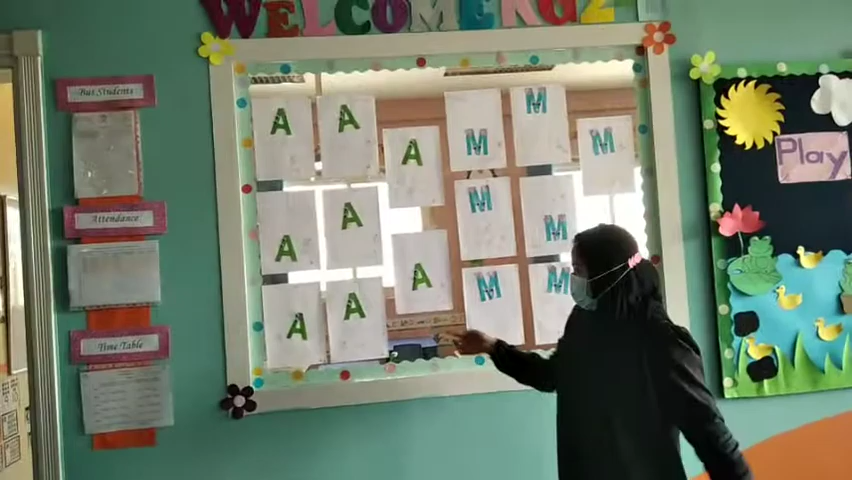 WELCOME
KG2
Bus Students
Attendance
Time Table
A A A M M M
A A A M M
A A M M
Play